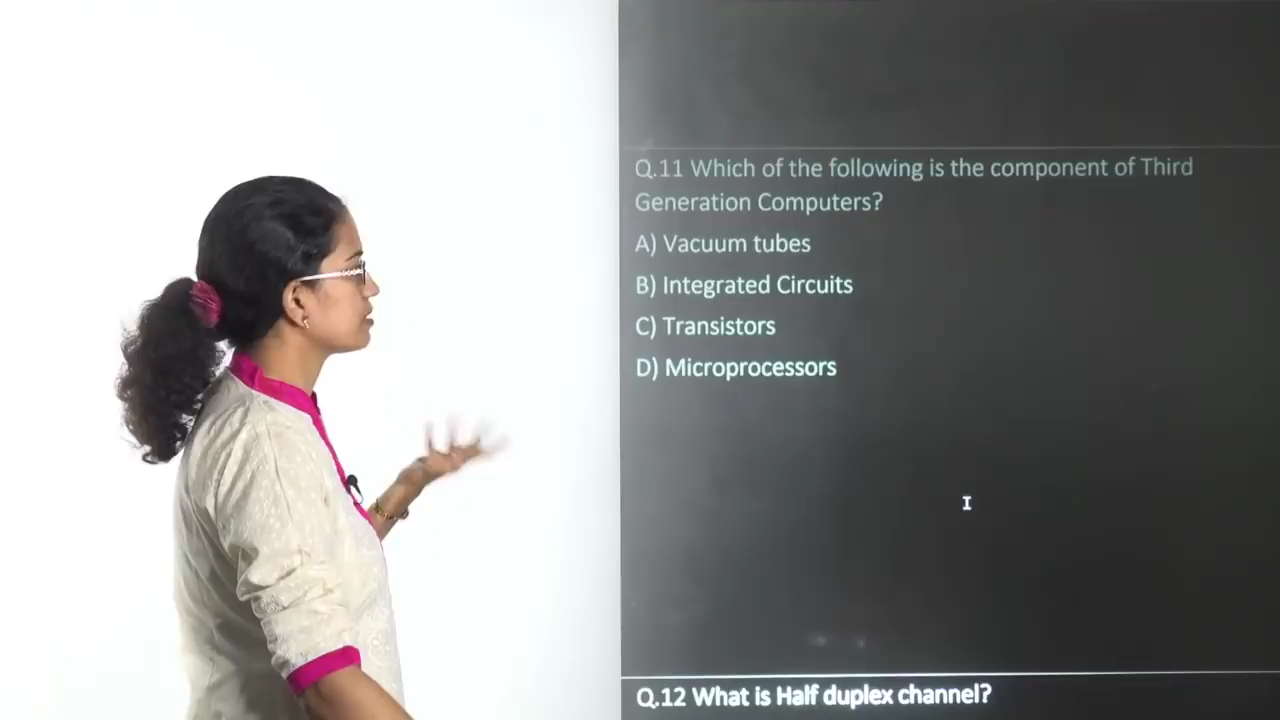 Q.11 Which of the following is the component of Third
Generation Computers?
A) Vacuum tubes
B) Integrated Circuits
C) Transistors
D) Microprocessors
Q.12 What is Half duplex channel?